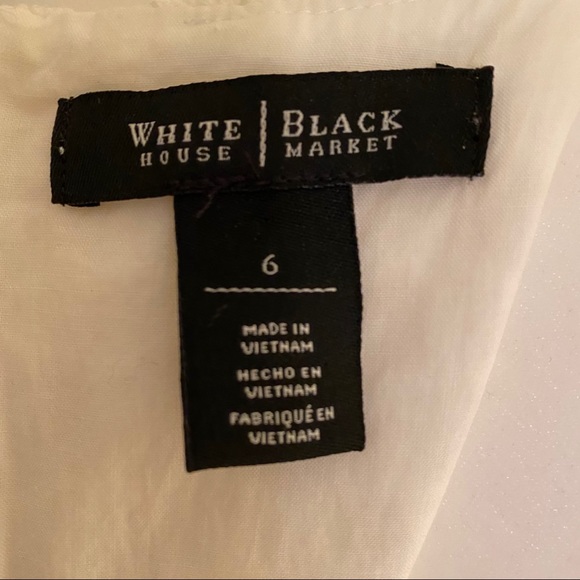 WHITE | BLACK
HOUSE | MARKET
6
MADE IN
VIETNAM
HECHO EN
VIETNAM
FABRIQUÉ EN
VIETNAM